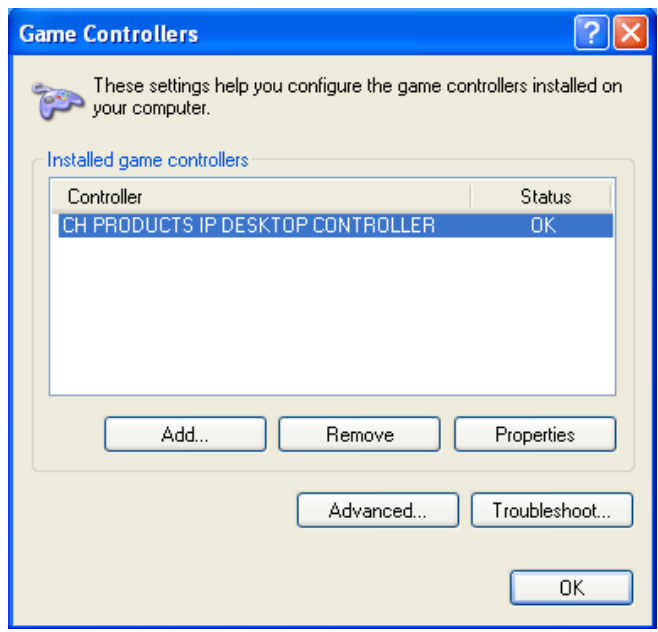 Game Controllers
?
These settings help you configure the game controllers installed on
your computer.
Installed game controllers
Controller Status
CH PRODUCTS IP DESKTOP CONTROLLER OK
Add... Remove Properties
Advanced... Troubleshoot...
OK